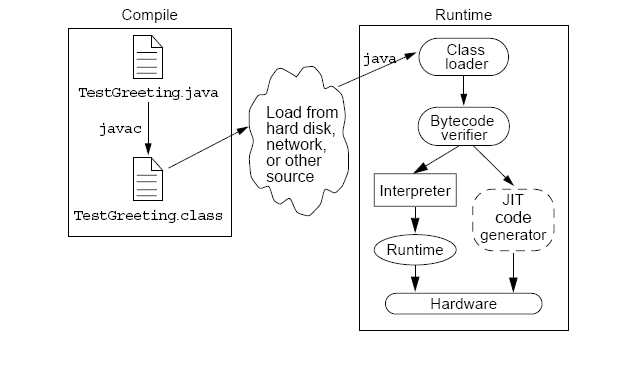 Compile
TestGreeting.java
javac
TestGreeting.class
Load from
hard disk,
network,
or other
source
Runtime
java
Class
loader
Bytecode
verifier
Interpreter
JIT
code
generator
Runtime
Hardware